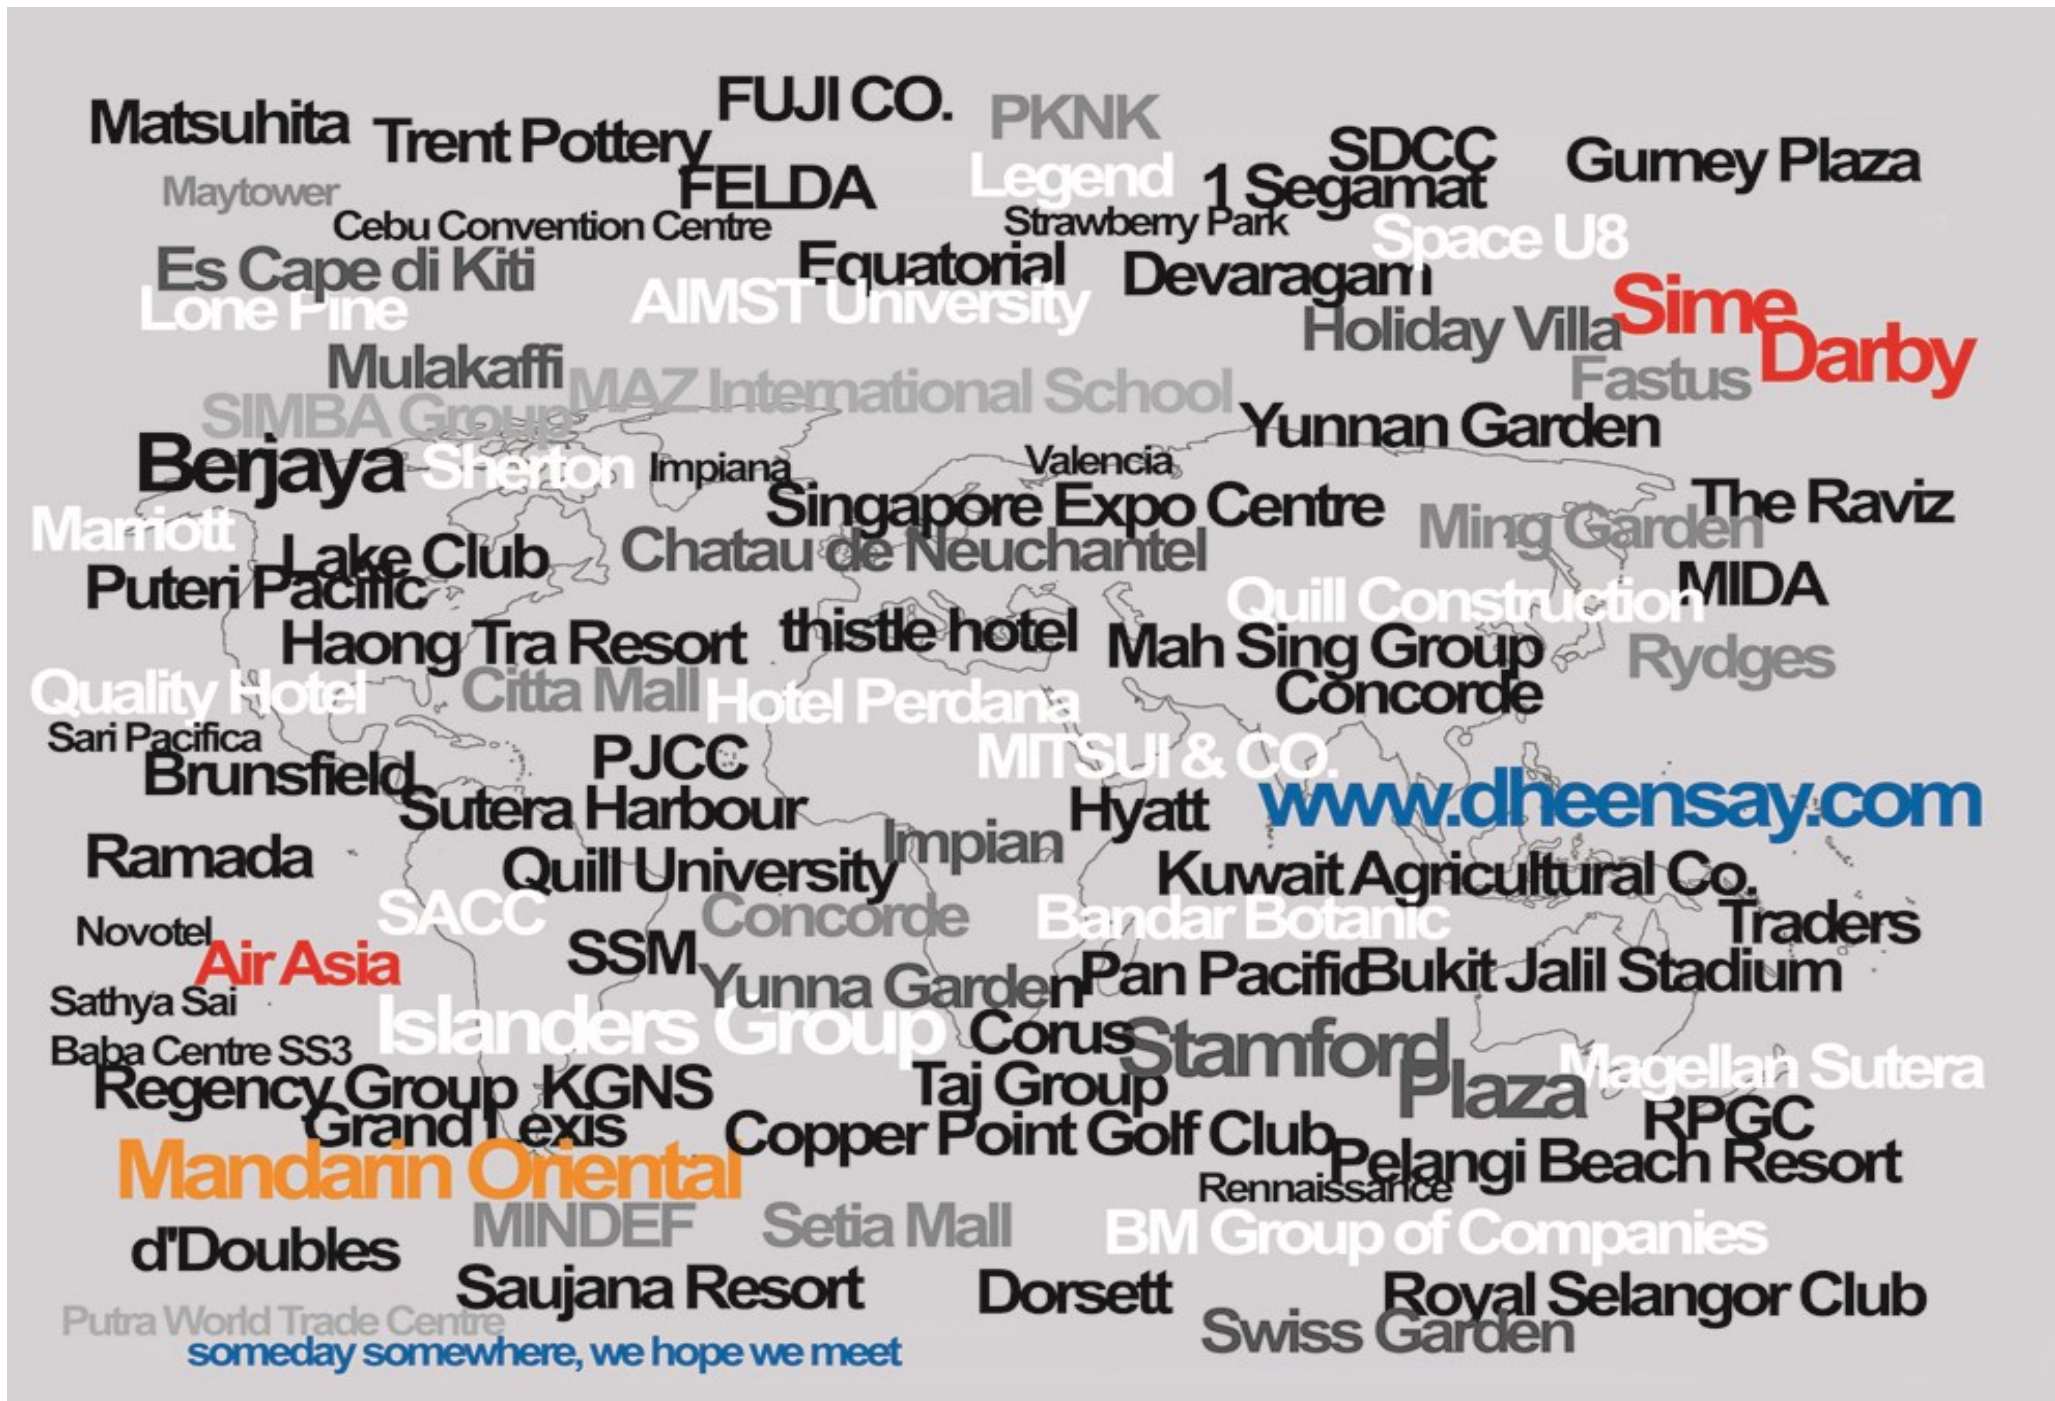 FUJI CO.
Matsuhita
Trent Pottery
PKNK
SDCC
Gurney Plaza
Maytower
FELDA
Legend
1 Segamat
Cebu Convention Centre
Strawberry Park
Space U8
Es Cape di Kiti
Equatorial
Devaragam
Lone Pine
AIMST University
Sime
Holiday Villa
Darby
Mulakaffi
MAZ International School
Fastus
SIMBA Group
Yunnan Garden
Berjaya
Sherton
Impiana
Valencia
Singapore Expo Centre
The Raviz
Marriott
Ming Garden
Lake Club
Chatau de Neuchantel
Puteri Pacific
MIDA
Quill Construction
Haong Tra Resort
thistle hotel
Mah Sing Group
Rydges
Quality Hotel
Citta Mall
Hotel Perdana
Concorde
Sari Pacifica
PJCC
MITSUI & CO.
Brunsfield
Sutera Harbour
Hyatt
www.dheensay.com
Ramada
Impian
Quill University
Kuwait Agricultural Co.
SACC
Concorde
Bandar Botanic
Traders
Novotel
Air Asia
SSM
Yunna Garden
Pan Pacific
Bukit Jalil Stadium
Sathya Sai
Islanders Group
Corus
Stamford
Baba Centre SS3
Magellan Sutera
Regency Group
KGNS
Taj Group
Plaza
Grand Lexis
Copper Point Golf Club
RPGC
Mandarin Oriental
Pelangi Beach Resort
Rennaissance
MINDEF
Setia Mall
BM Group of Companies
d'Doubles
Saujana Resort
Dorsett
Royal Selangor Club
Putra World Trade Centre
Swiss Garden
someday somewhere, we hope we meet